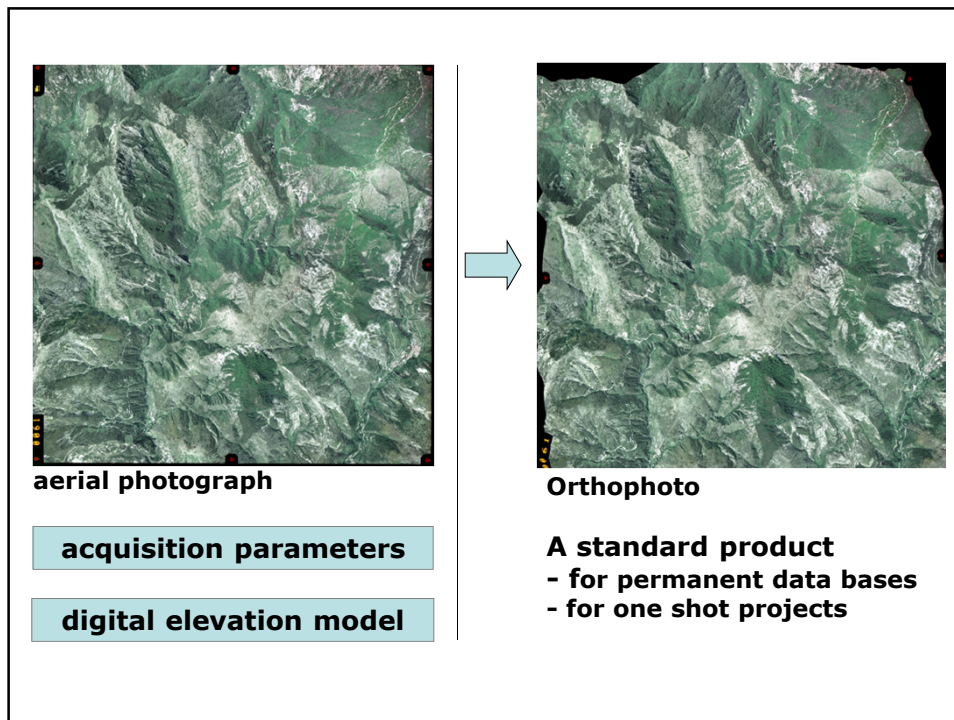 aerial photograph
acquisition parameters
digital elevation model
Orthophoto
A standard product
- for permanent data bases
- for one shot projects